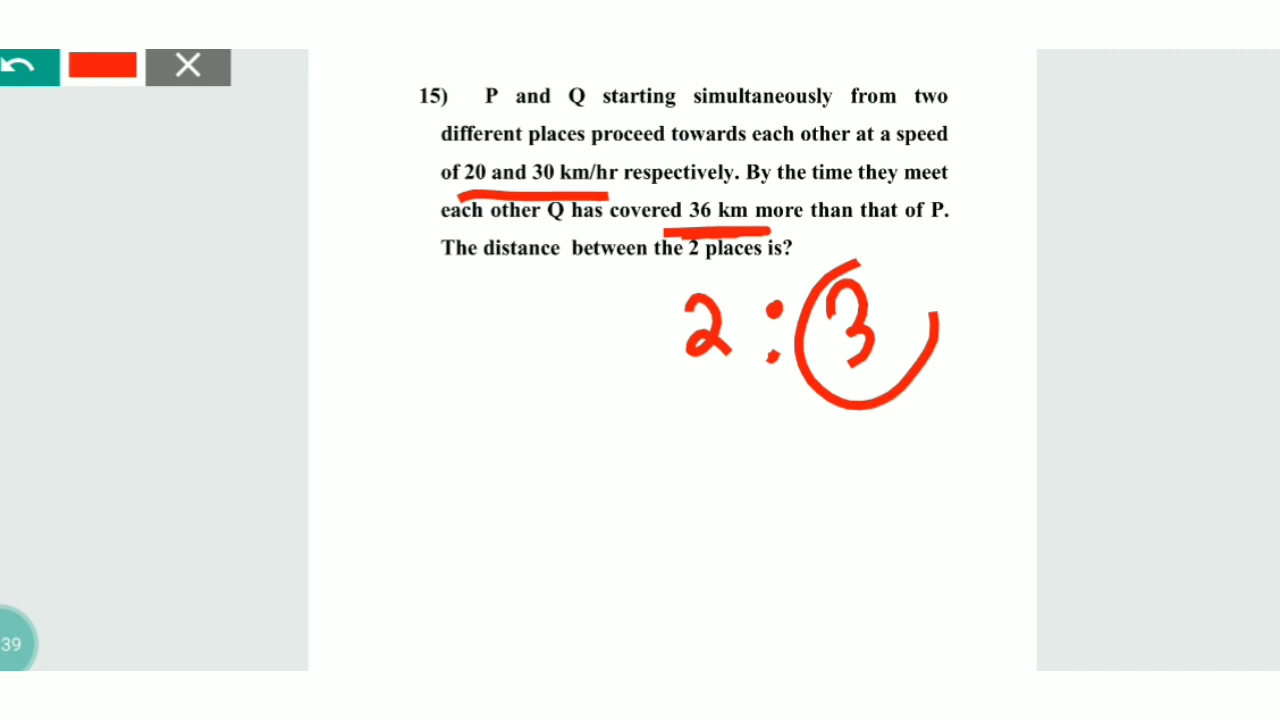 15) P and Q starting simultaneously from two
different places proceed towards each other at a speed
of 20 and 30 km/hr respectively. By the time they meet
each other Q has covered 36 km more than that of P.
The distance between the 2 places is?
2 : 3
39